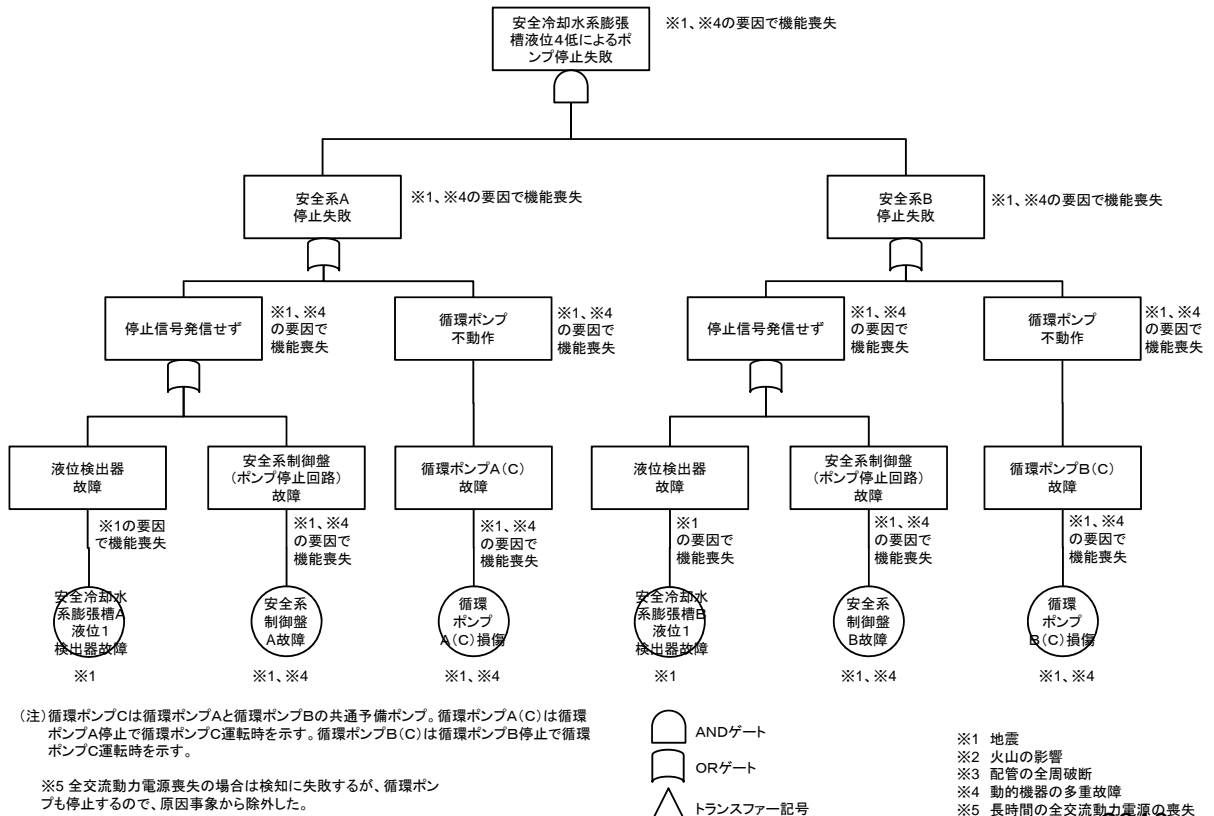 安全冷却水系膨張
槽液位4低によるポ
ンプ停止失敗
※1、※4の要因で機能喪失
安全系A
停止失敗
※1、※4の要因で機能喪失
安全系B
停止失敗
※1、※4の要因で機能喪失
停止信号発信せず
※1、※4
の要因で
機能喪失
循環ポンプ
不動作
※1、※4
の要因で
機能喪失
停止信号発信せず
※1、※4
の要因で
機能喪失
循環ポンプ
不動作
※1、※4
の要因で
機能喪失
液位検出器
故障
安全系制御盤
(ポンプ停止回路)
故障
循環ポンプA(C)
故障
液位検出器
故障
安全系制御盤
(ポンプ停止回路)
故障
循環ポンプB(C)
故障
※1の要因
で機能喪失
※1、※4
の要因で
機能喪失
※1、※4
の要因で
機能喪失
※1
の要因で
機能喪失
※1、※4
の要因で
機能喪失
※1、※4
の要因で
機能喪失
安全冷却水
系膨張槽A
液位1
検出器故障
安全系
制御盤
A故障
循環
ポンプ
A(C)損傷
安全冷却水
系膨張槽B
液位1
検出器故障
安全系
制御盤
B故障
循環
ポンプ
B(C)損傷
※1
※1、※4
※1、※4
※1
※1、※4
※1、※4
(注)循環ポンプCは循環ポンプAと循環ポンプBの共通予備ポンプ。循環ポンプA(C)は循環
ポンプA停止で循環ポンプC運転時を示す。循環ポンプB(C)は循環ポンプB停止で循環
ポンプC運転時を示す。
※5 全交流動力電源喪失の場合は検知に失敗するが、循環ポン
プも停止するので、原因事象から除外した。
ANDゲート
ORゲート
トランスファー記号
※1 地震
※2 火山の影響
※3 配管の全周破断
※4 動的機器の多重故障
※5 長時間の全交流動力電源の喪失